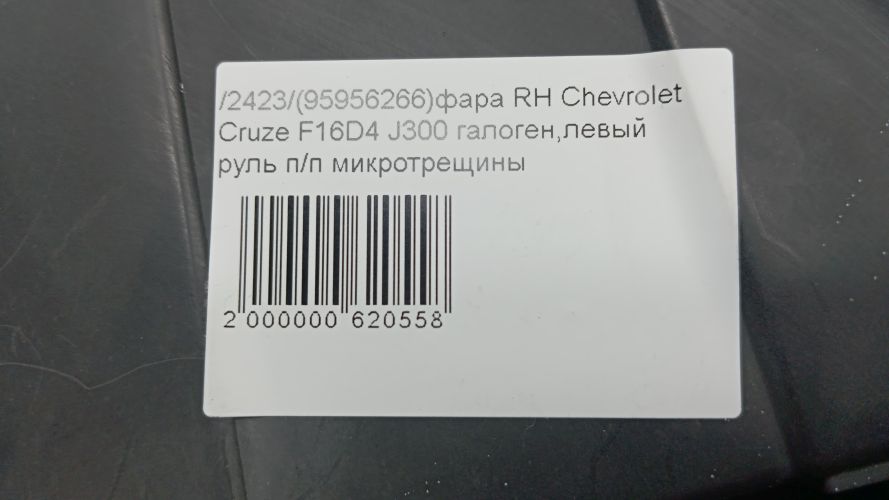 /2423/(95956266)фара RH Chevrolet
Cruze F16D4 J300 галоген,левый
руль п/п микротрещины
2 000000 620558